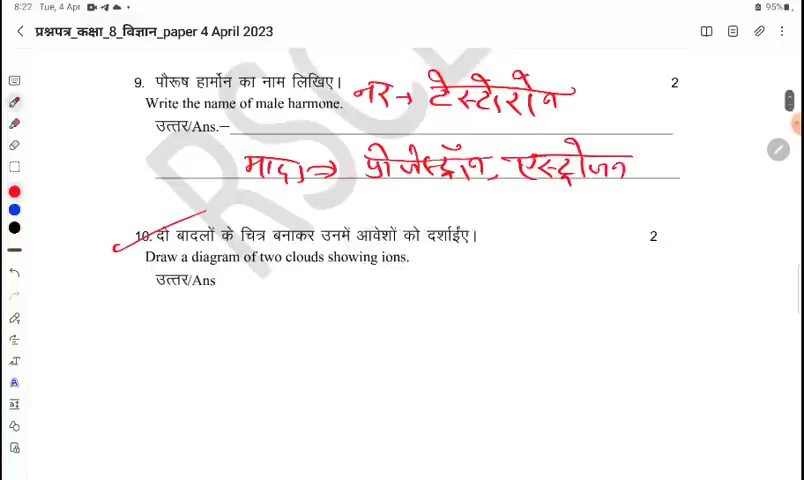 8:22 Tue, 4 Apr 95%
प्रश्नपत्र_कक्षा_8_विज्ञान_paper 4 April 2023
9. पौरूष हार्मोन का नाम लिखिए। नर → टेस्टोरोन 2
Write the name of male harmone.
उत्तर/Ans.–
मादा → प्रोजेस्ट्रॉन, एस्ट्रोजन
10. दो बादलों के चित्र बनाकर उनमें आवेशों को दर्शाईए। 2
Draw a diagram of two clouds showing ions.
उत्तर/Ans
RSCE